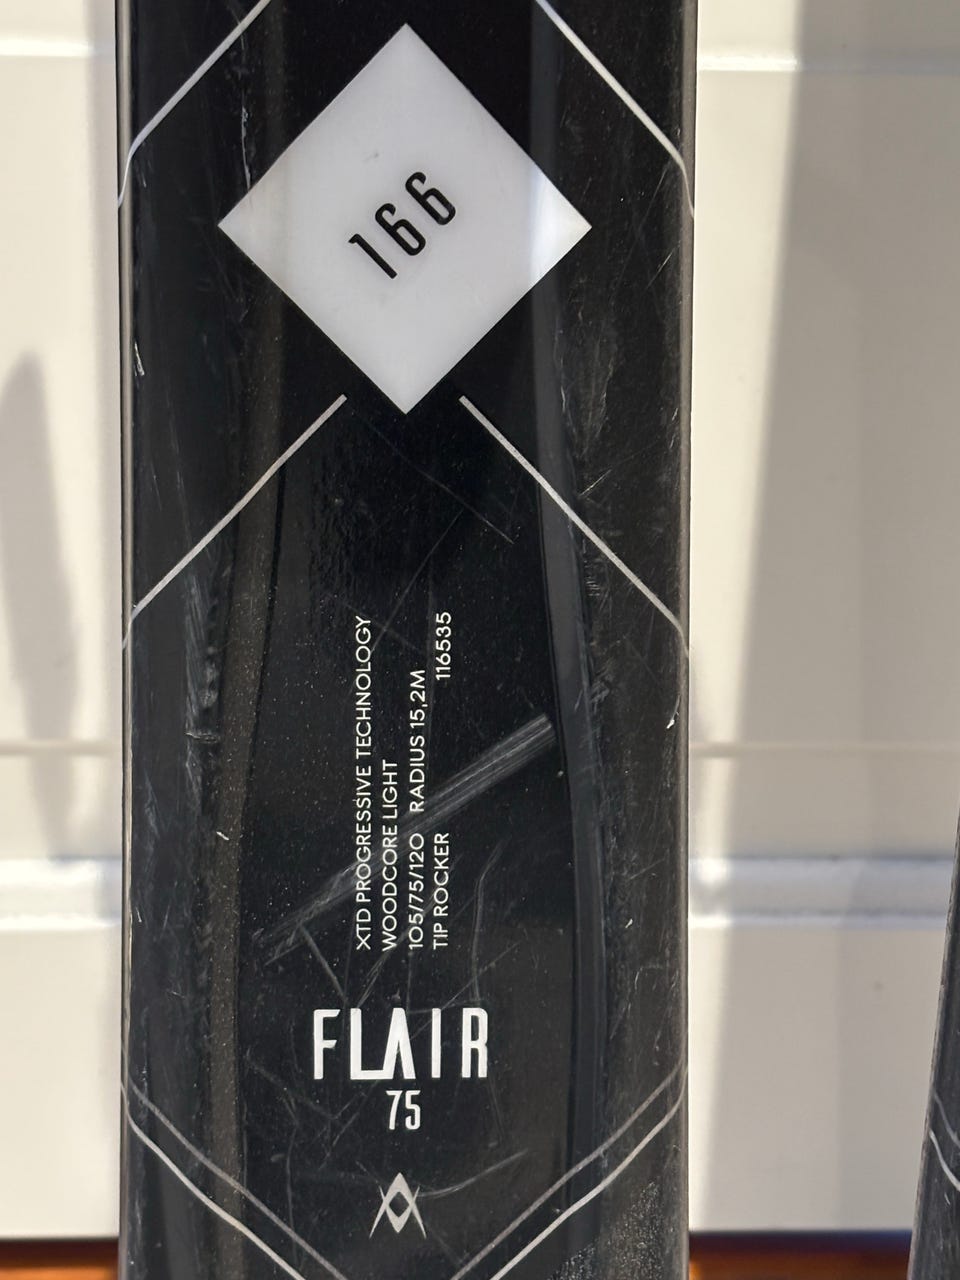 166
XTD PROGRESSIVE TECHNOLOGY
WOODCORE LIGHT
105/75/120 RADIUS 15,2M
TIP ROCKER 116535
FLAIR
75